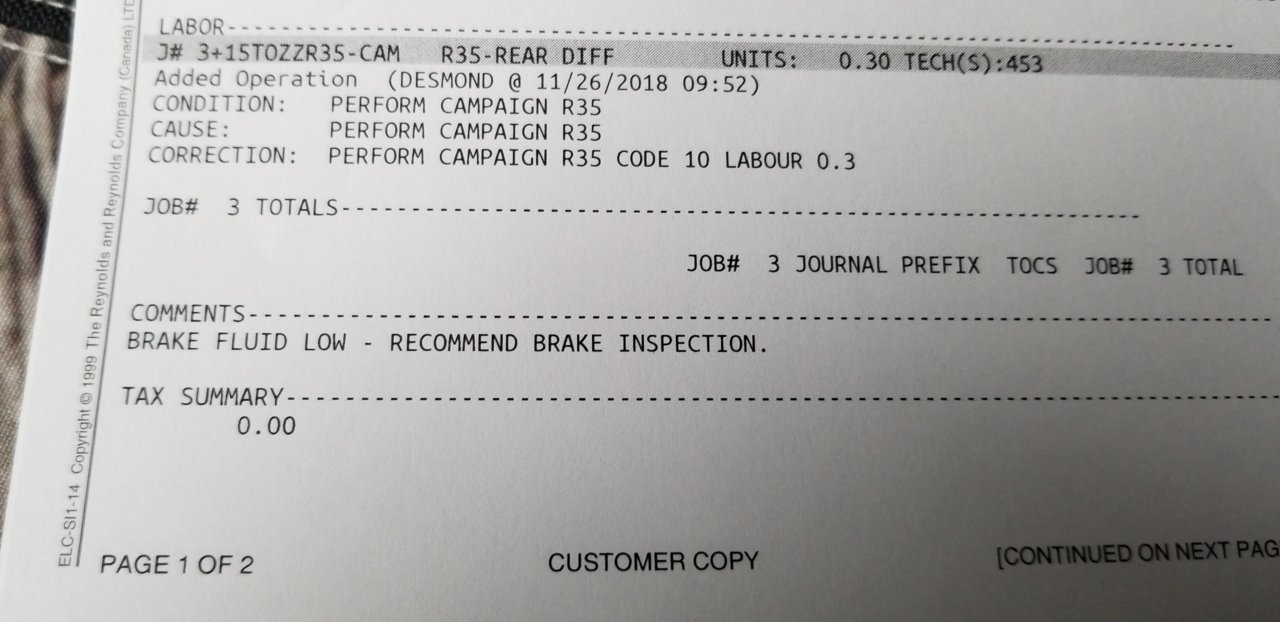 LABOR------------------------------------------------------------
J# 3+15TOZZR35-CAM R35-REAR DIFF UNITS: 0.30 TECH(S):453
Added Operation (DESMOND @ 11/26/2018 09:52)
CONDITION: PERFORM CAMPAIGN R35
CAUSE: PERFORM CAMPAIGN R35
CORRECTION: PERFORM CAMPAIGN R35 CODE 10 LABOUR 0.3
JOB# 3 TOTALS------------------------------------------------------------
JOB# 3 JOURNAL PREFIX TOCS JOB# 3 TOTAL
COMMENTS------------------------------------------------------------
BRAKE FLUID LOW - RECOMMEND BRAKE INSPECTION.
TAX SUMMARY------------------------------------------------------------
0.00
PAGE 1 OF 2 CUSTOMER COPY [CONTINUED ON NEXT PAG
ELC-SI1-14 Copyright © 1999 The Reynolds and Reynolds Company (Canada) LTD